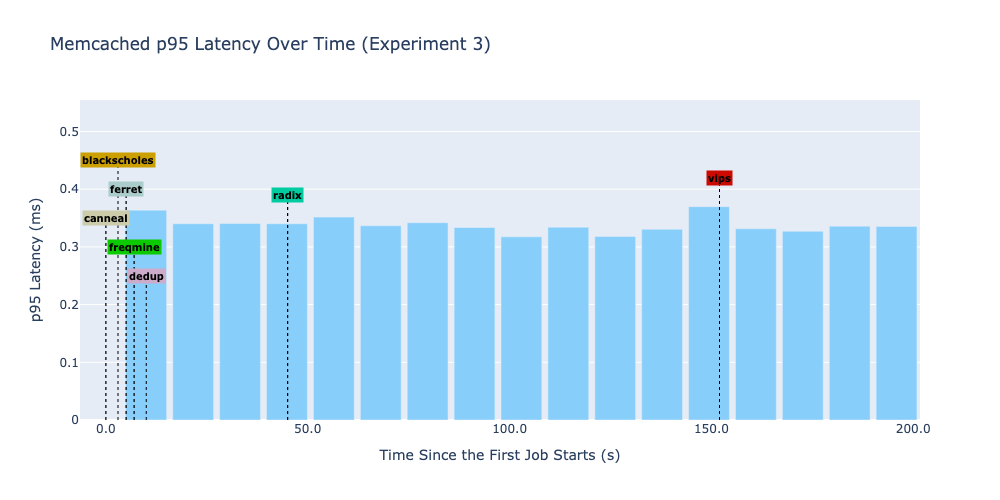 Memcached p95 Latency Over Time (Experiment 3)
0.5
blackscholes
vips
0.4
ferret
radix
canneal
0.3
freqmine
dedup
0.2
0.1
0
p95 Latency (ms)
0.0
50.0
100.0
150.0
200.0
Time Since the First Job Starts (s)